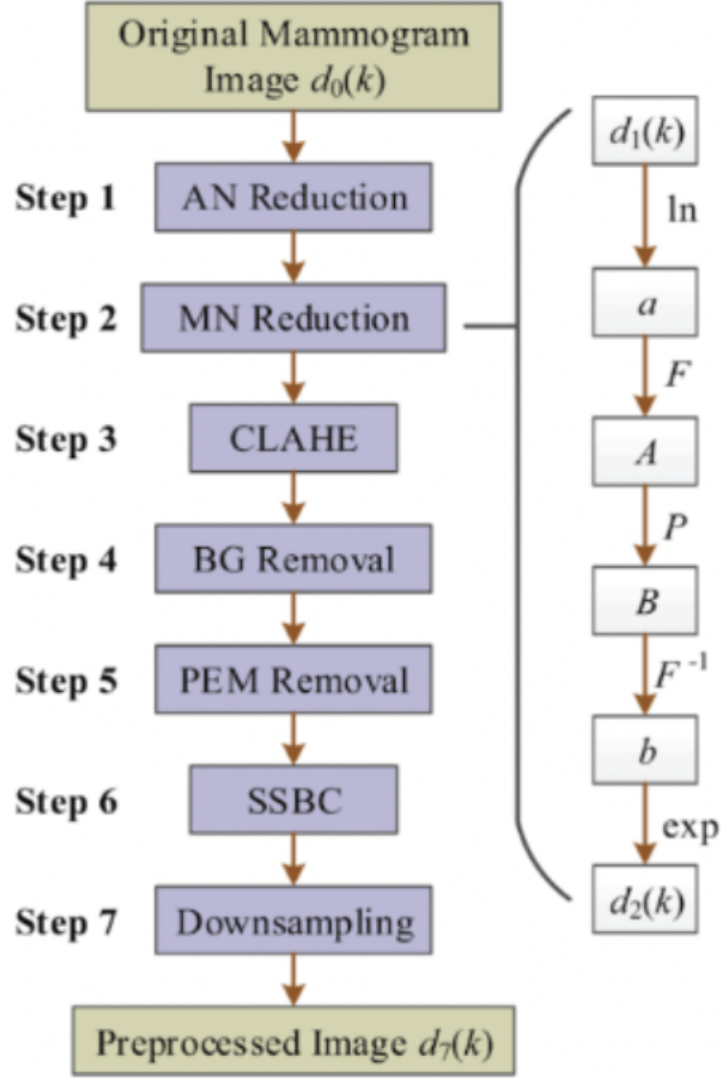 Original Mammogram
Image d₀(k)
Step 1
AN Reduction
Step 2
MN Reduction
Step 3
CLAHE
Step 4
BG Removal
Step 5
PEM Removal
Step 6
SSBC
Step 7
Downsampling
Preprocessed Image d₇(k)
d₁(k)
ln
a
F
A
P
B
F⁻¹
b
exp
d₂(k)